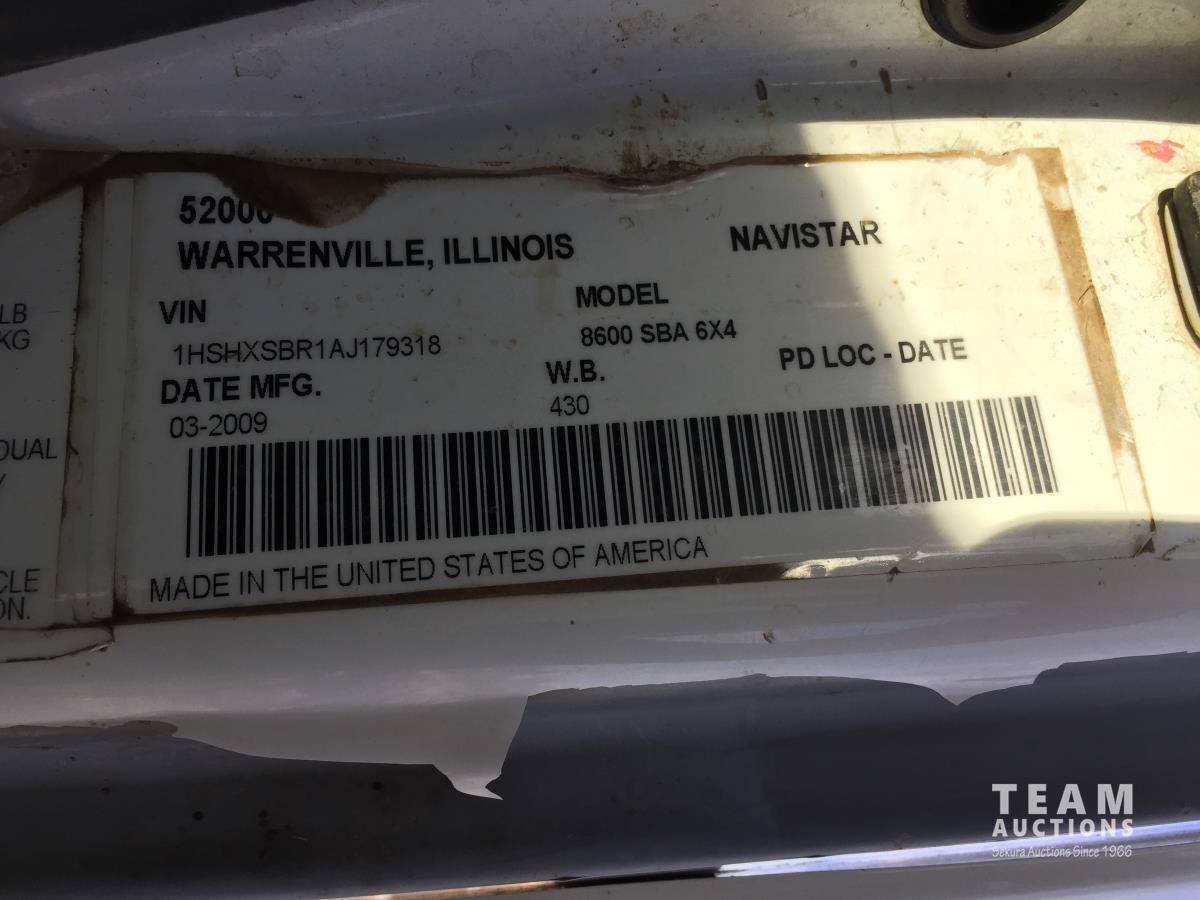 52000
WARRENVILLE, ILLINOIS
NAVISTAR
VIN
MODEL
1HSHXSBR1AJ179318
8600 SBA 6X4
DATE MFG.
W.B.
PD LOC - DATE
03-2009
430
MADE IN THE UNITED STATES OF AMERICA
LB
KG
DUAL
Y
CLE
ON.
TEAM
AUCTIONS
Sekura Auctions Since 1966